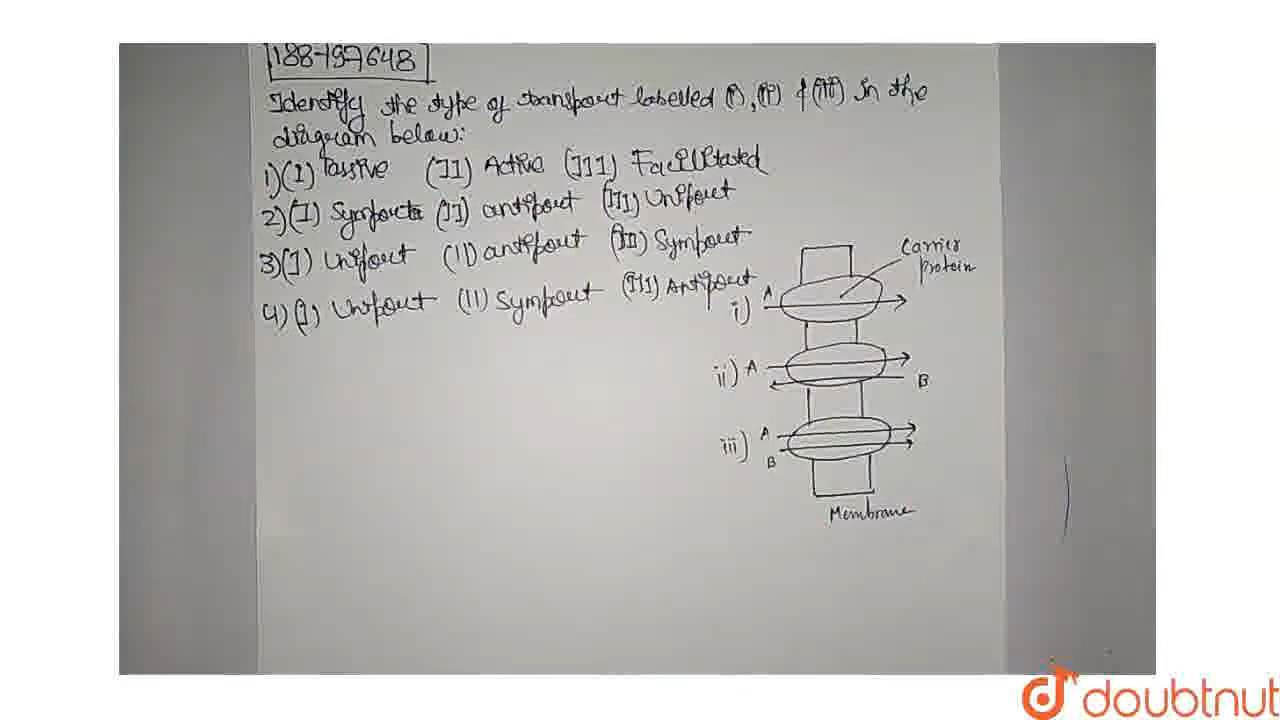 188797648
Identify the type of transport labelled (i), (ii) & (iii) in the
diagram below:
1) (I) Passive (II) Active (III) Facilitated
2) (I) Symport (II) antiport (III) Uniport
3) (I) Uniport (II) antiport (III) Symport
4) (I) Uniport (II) Symport (III) Antiport
Carrier
protein
i) A
ii) A
B
iii) A
B
Membrane
doubtnut